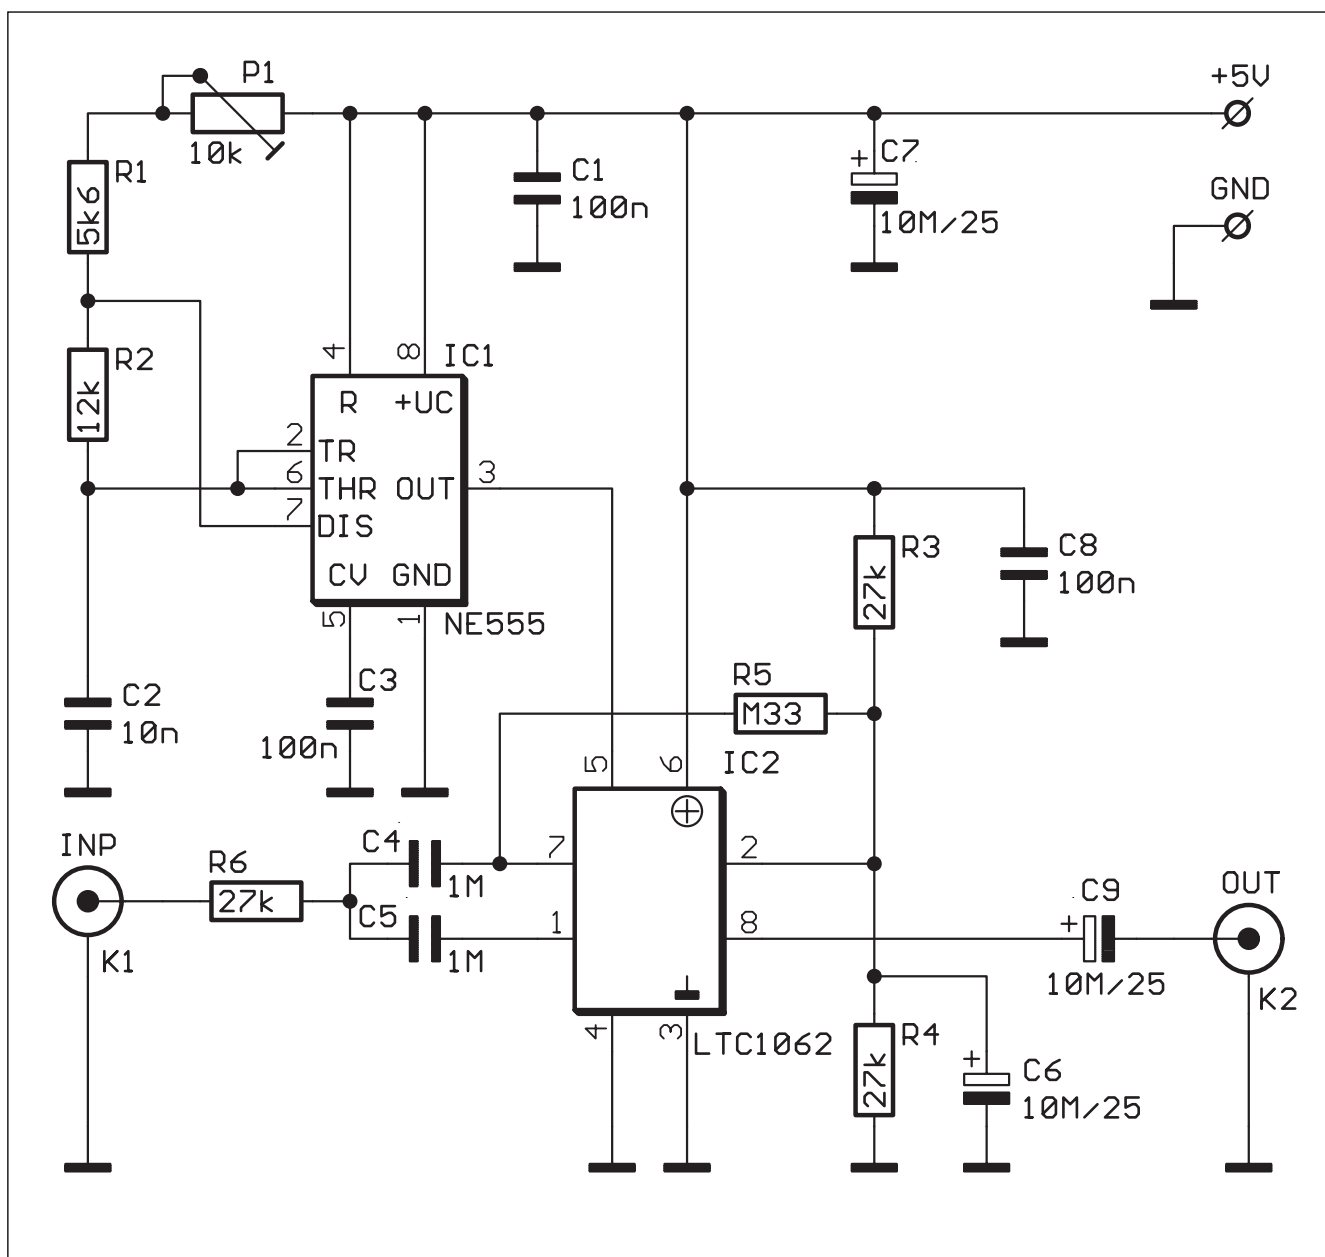 P1
+5V
10k
C1
100n
C7
+
10M/25
GND
R1
5k6
R2
12k
4
8
IC1
R
+UC
2
TR
6
THR
OUT
3
7
DIS
CV
GND
5
1
NE555
R3
27k
C8
100n
C2
10n
C3
100n
R5
M33
5
6
IC2
INP
K1
R6
27k
C4
1M
C5
1M
7
1
2
8
4
3
LTC1062
C9
+
10M/25
OUT
K2
R4
27k
+
C6
10M/25